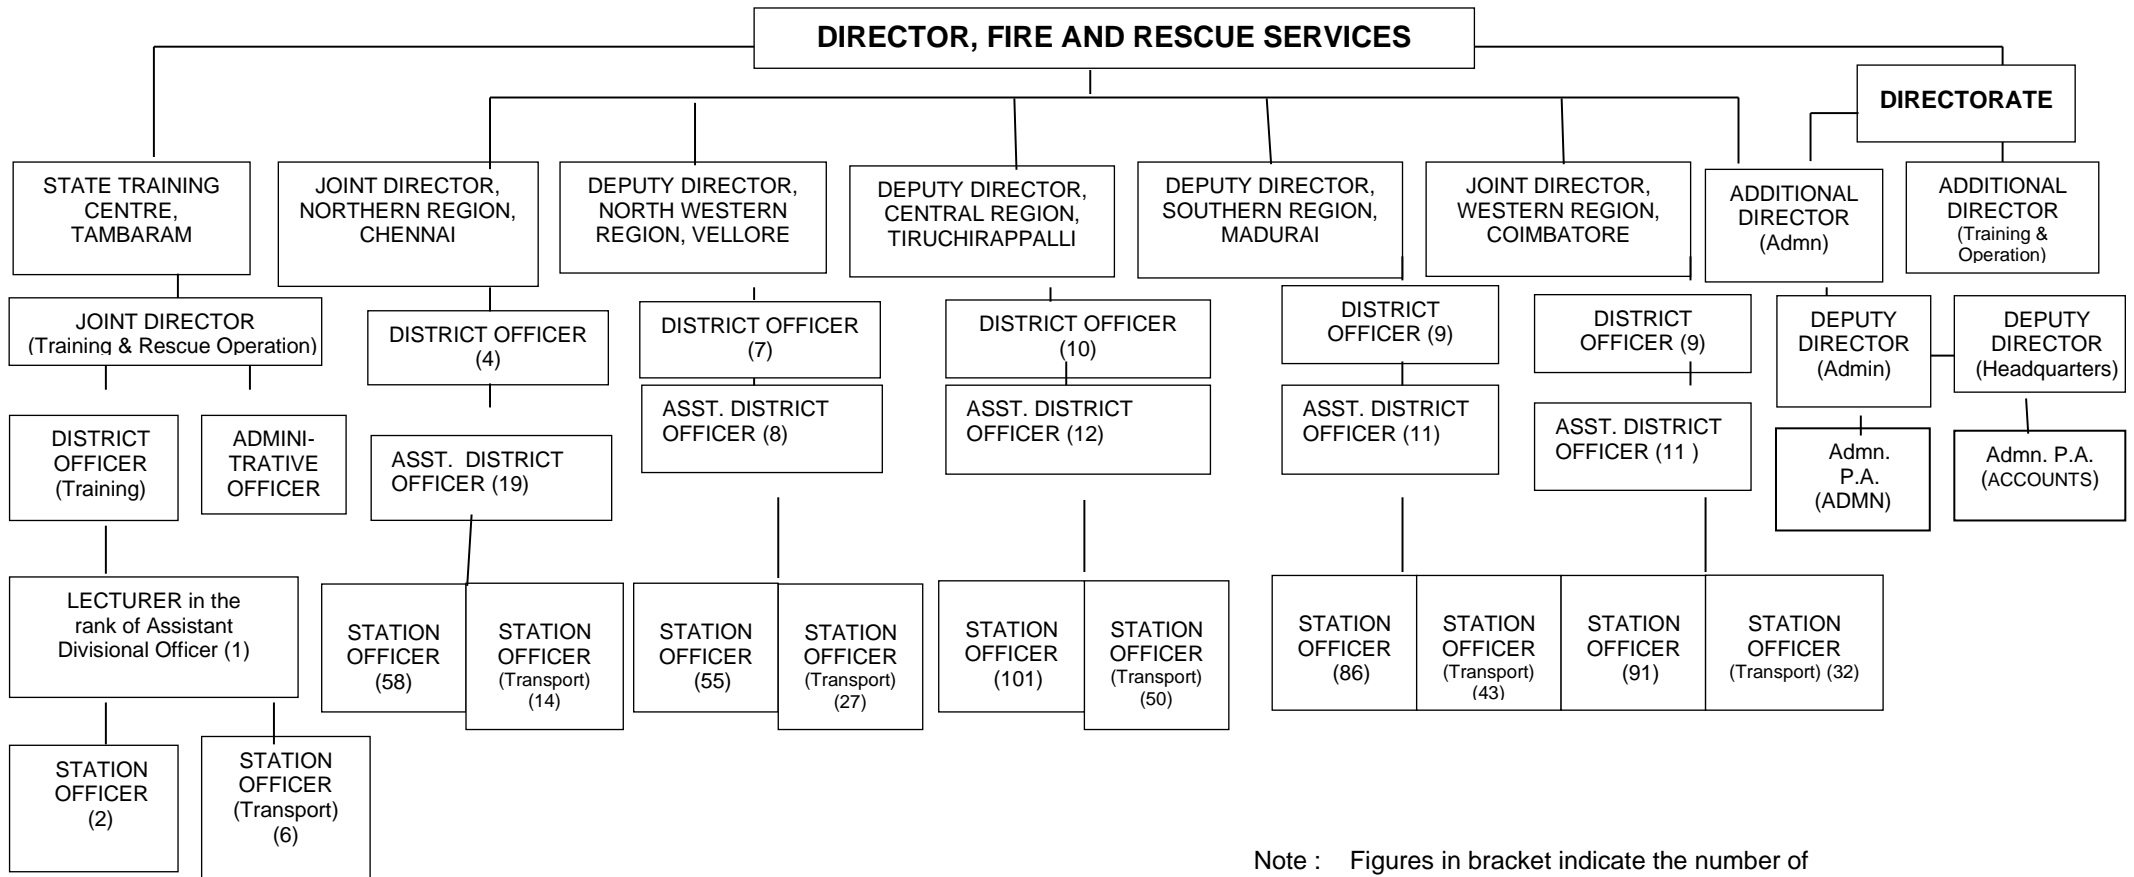 DIRECTOR, FIRE AND RESCUE SERVICES
DIRECTORATE
STATE TRAINING
CENTRE,
TAMBARAM
JOINT DIRECTOR,
NORTHERN REGION,
CHENNAI
DEPUTY DIRECTOR,
NORTH WESTERN
REGION, VELLORE
DEPUTY DIRECTOR,
CENTRAL REGION,
TIRUCHIRAPPALLI
DEPUTY DIRECTOR,
SOUTHERN REGION,
MADURAI
JOINT DIRECTOR,
WESTERN REGION,
COIMBATORE
ADDITIONAL
DIRECTOR
(Admn)
ADDITIONAL
DIRECTOR
(Training &
Operation)
JOINT DIRECTOR
(Training & Rescue Operation)
DISTRICT OFFICER
(4)
DISTRICT OFFICER
(7)
DISTRICT OFFICER
(10)
DISTRICT
OFFICER (9)
DISTRICT
OFFICER (9)
DEPUTY
DIRECTOR
(Admin)
DEPUTY
DIRECTOR
(Headquarters)
DISTRICT
OFFICER
(Training)
ADMINI-
TRATIVE
OFFICER
ASST. DISTRICT
OFFICER (19)
ASST. DISTRICT
OFFICER (8)
ASST. DISTRICT
OFFICER (12)
ASST. DISTRICT
OFFICER (11)
ASST. DISTRICT
OFFICER (11 )
Admn.
P.A.
(ADMN)
Admn. P.A.
(ACCOUNTS)
LECTURER in the
rank of Assistant
Divisional Officer (1)
STATION
OFFICER
(58)
STATION
OFFICER
(Transport)
(14)
STATION
OFFICER
(55)
STATION
OFFICER
(Transport)
(27)
STATION
OFFICER
(101)
STATION
OFFICER
(Transport)
(50)
STATION
OFFICER
(86)
STATION
OFFICER
(Transport)
(43)
STATION
OFFICER
(91)
STATION
OFFICER
(Transport) (32)
STATION
OFFICER
(2)
STATION
OFFICER
(Transport)
(6)
Note : Figures in bracket indicate the number of